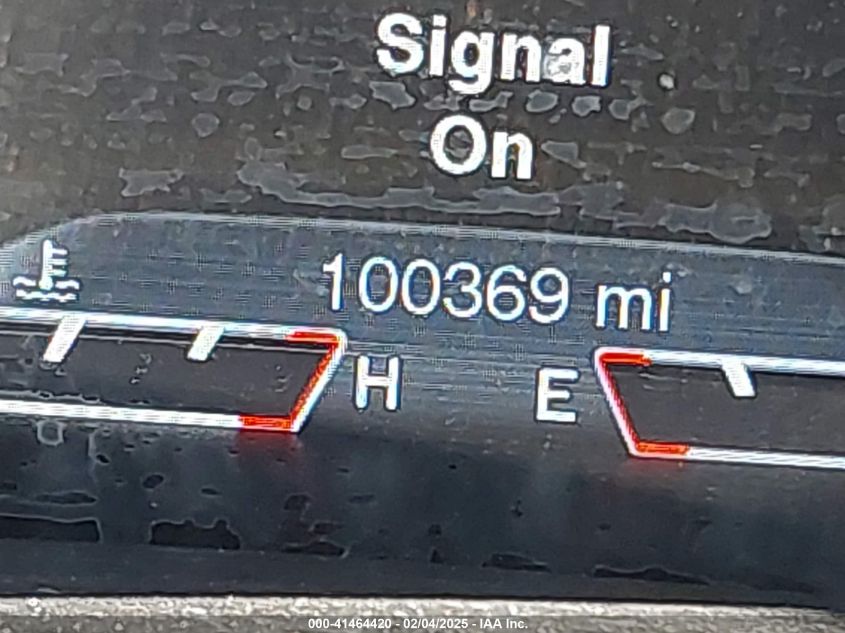 Signal
On
100369 mi
H E
000-41464420 - 02/04/2025 - IAA Inc.